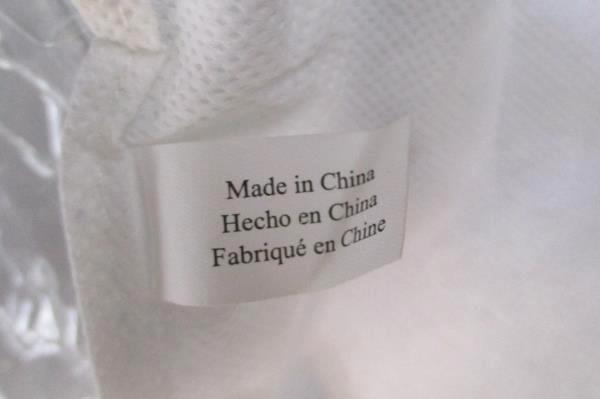 Made in China
Hecho en China
Fabriqué en Chine